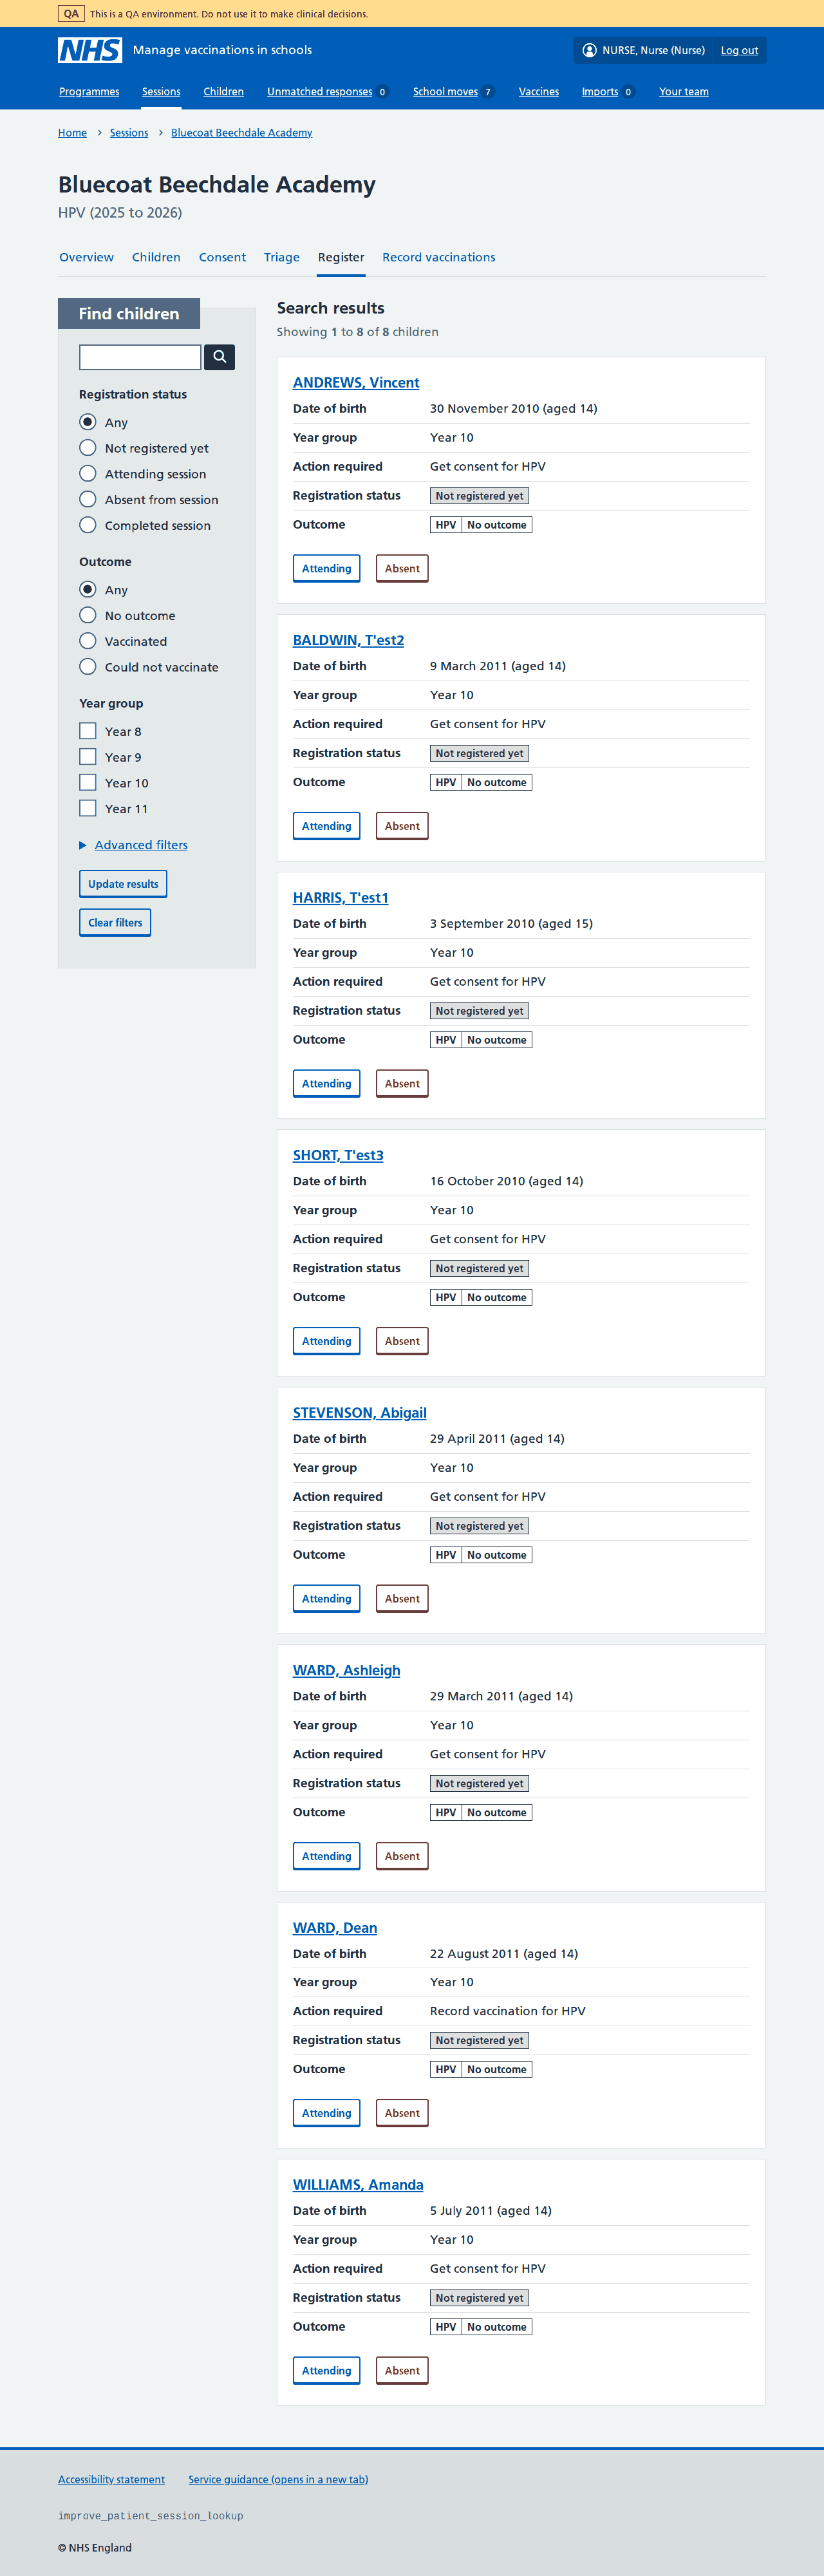 QA This is a QA environment. Do not use it to make clinical decisions.
NHS Manage vaccinations in schools NURSE, Nurse (Nurse) Log out
Programmes Sessions Children Unmatched responses 0 School moves 7 Vaccines Imports 0 Your team
Home Sessions Bluecoat Beechdale Academy
Bluecoat Beechdale Academy
HPV (2025 to 2026)
Overview Children Consent Triage Register Record vaccinations
Find children
Registration status
Any
Not registered yet
Attending session
Absent from session
Completed session
Outcome
Any
No outcome
Vaccinated
Could not vaccinate
Year group
Year 8
Year 9
Year 10
Year 11
Advanced filters
Update results
Clear filters
Search results
Showing 1 to 8 of 8 children
ANDREWS, Vincent
Date of birth 30 November 2010 (aged 14)
Year group Year 10
Action required Get consent for HPV
Registration status Not registered yet
Outcome HPV No outcome
Attending Absent
BALDWIN, T'est2
Date of birth 9 March 2011 (aged 14)
Year group Year 10
Action required Get consent for HPV
Registration status Not registered yet
Outcome HPV No outcome
Attending Absent
HARRIS, T'est1
Date of birth 3 September 2010 (aged 15)
Year group Year 10
Action required Get consent for HPV
Registration status Not registered yet
Outcome HPV No outcome
Attending Absent
SHORT, T'est3
Date of birth 16 October 2010 (aged 14)
Year group Year 10
Action required Get consent for HPV
Registration status Not registered yet
Outcome HPV No outcome
Attending Absent
STEVENSON, Abigail
Date of birth 29 April 2011 (aged 14)
Year group Year 10
Action required Get consent for HPV
Registration status Not registered yet
Outcome HPV No outcome
Attending Absent
WARD, Ashleigh
Date of birth 29 March 2011 (aged 14)
Year group Year 10
Action required Get consent for HPV
Registration status Not registered yet
Outcome HPV No outcome
Attending Absent
WARD, Dean
Date of birth 22 August 2011 (aged 14)
Year group Year 10
Action required Record vaccination for HPV
Registration status Not registered yet
Outcome HPV No outcome
Attending Absent
WILLIAMS, Amanda
Date of birth 5 July 2011 (aged 14)
Year group Year 10
Action required Get consent for HPV
Registration status Not registered yet
Outcome HPV No outcome
Attending Absent
Accessibility statement Service guidance (opens in a new tab)
improve_patient_session_lookup
© NHS England